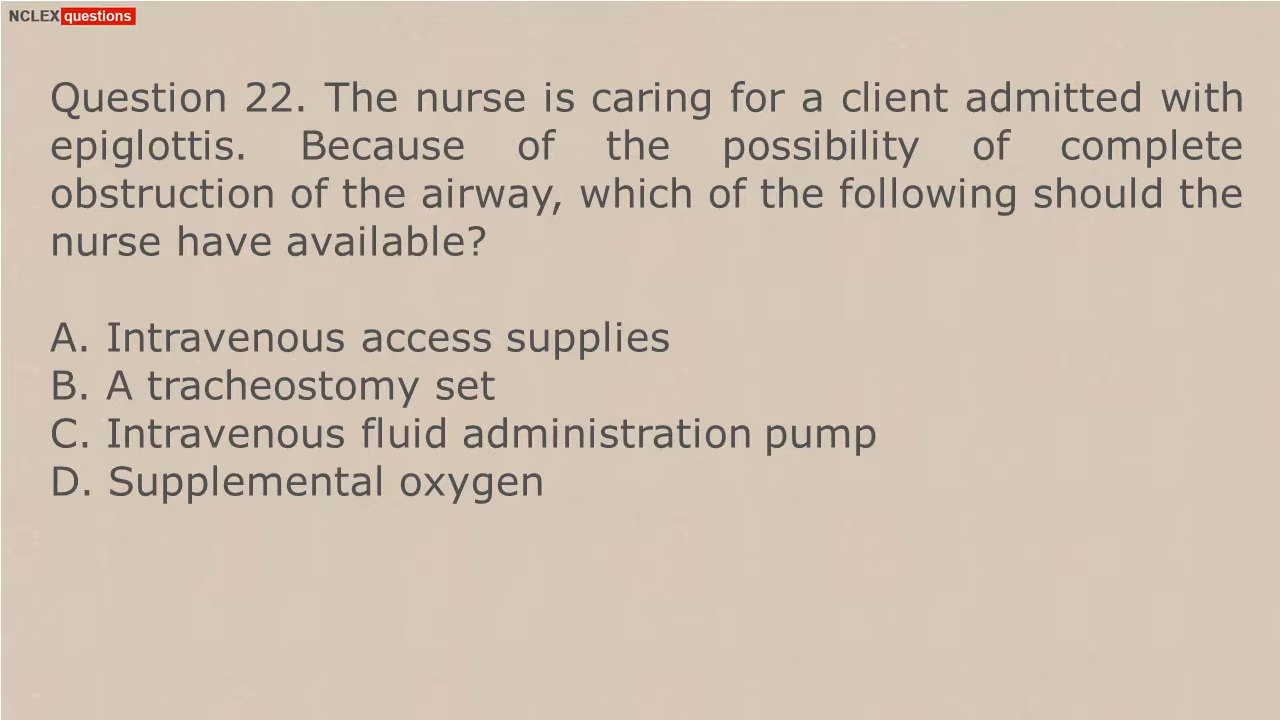 NCLEX questions
Question 22. The nurse is caring for a client admitted with
epiglottis. Because of the possibility of complete
obstruction of the airway, which of the following should the
nurse have available?
A. Intravenous access supplies
B. A tracheostomy set
C. Intravenous fluid administration pump
D. Supplemental oxygen